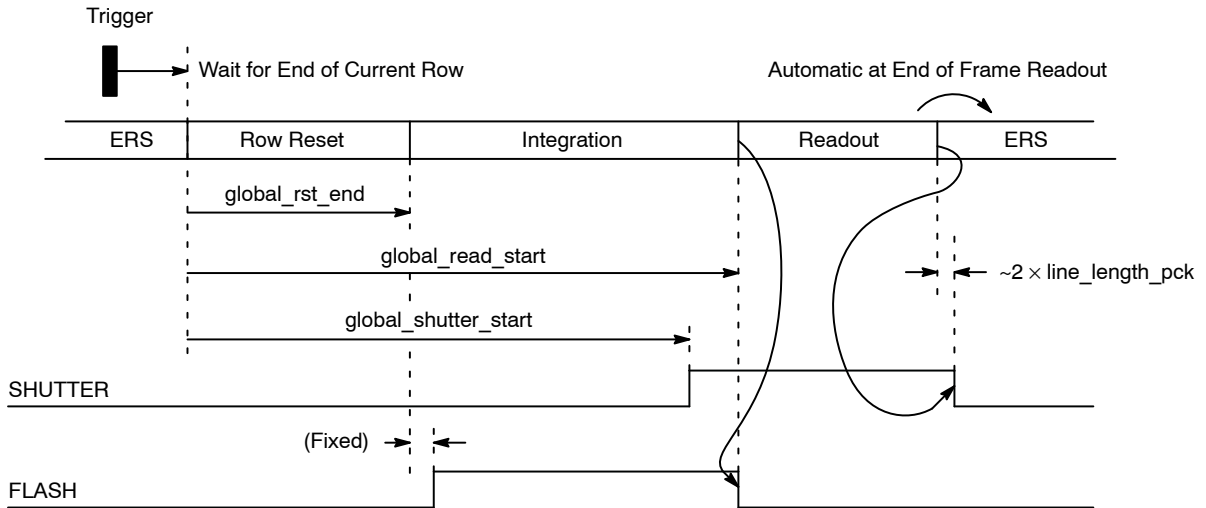 Trigger
Wait for End of Current Row
Automatic at End of Frame Readout
ERS
Row Reset
Integration
Readout
ERS
global_rst_end
global_read_start
~2 × line_length_pck
global_shutter_start
SHUTTER
(Fixed)
FLASH